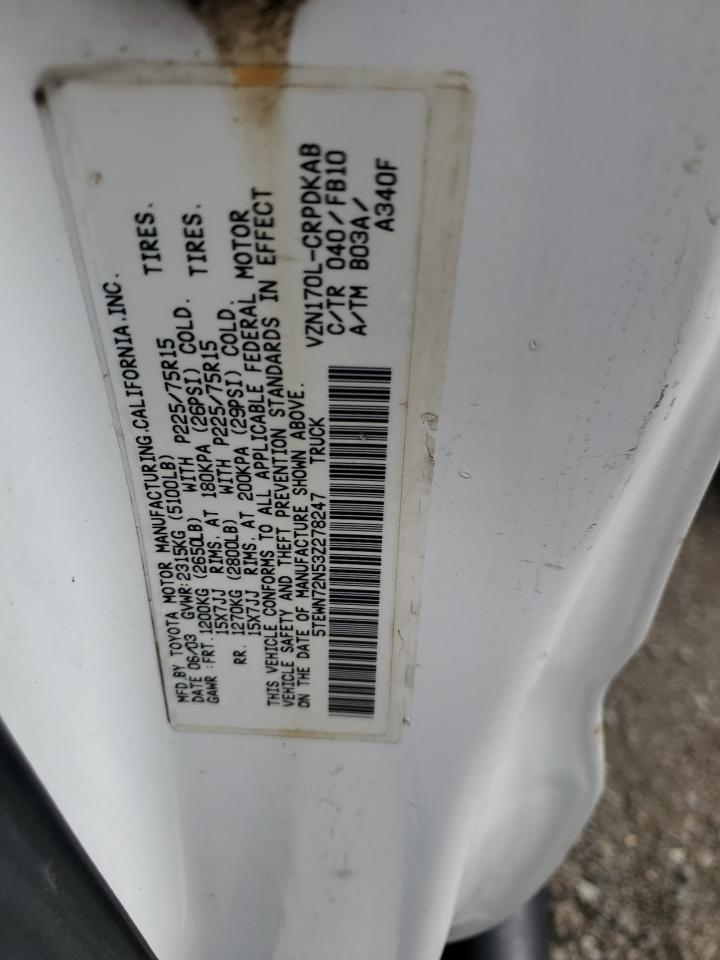 MFD BY TOYOTA MOTOR MANUFACTURING.CALIFORNIA.INC.
DATE 06/03 GVWR:2315KG (5100LB)
GAWR :FRT.1200KG (2650LB) WITH P225/75R15 TIRES.
15X7JJ RIMS. AT 180KPA (26PSI) COLD.
RR. 1270KG (2800LB) WITH P225/75R15 TIRES.
15X7JJ RIMS. AT 200KPA (29PSI) COLD.
THIS VEHICLE CONFORMS TO ALL APPLICABLE FEDERAL MOTOR
VEHICLE SAFETY AND THEFT PREVENTION STANDARDS IN EFFECT
ON THE DATE OF MANUFACTURE SHOWN ABOVE.
5TEWN72N53Z278247 TRUCK
VZN170L-CRPDKAB
C/TR 040/FB10
A/TM B03A/
A340F